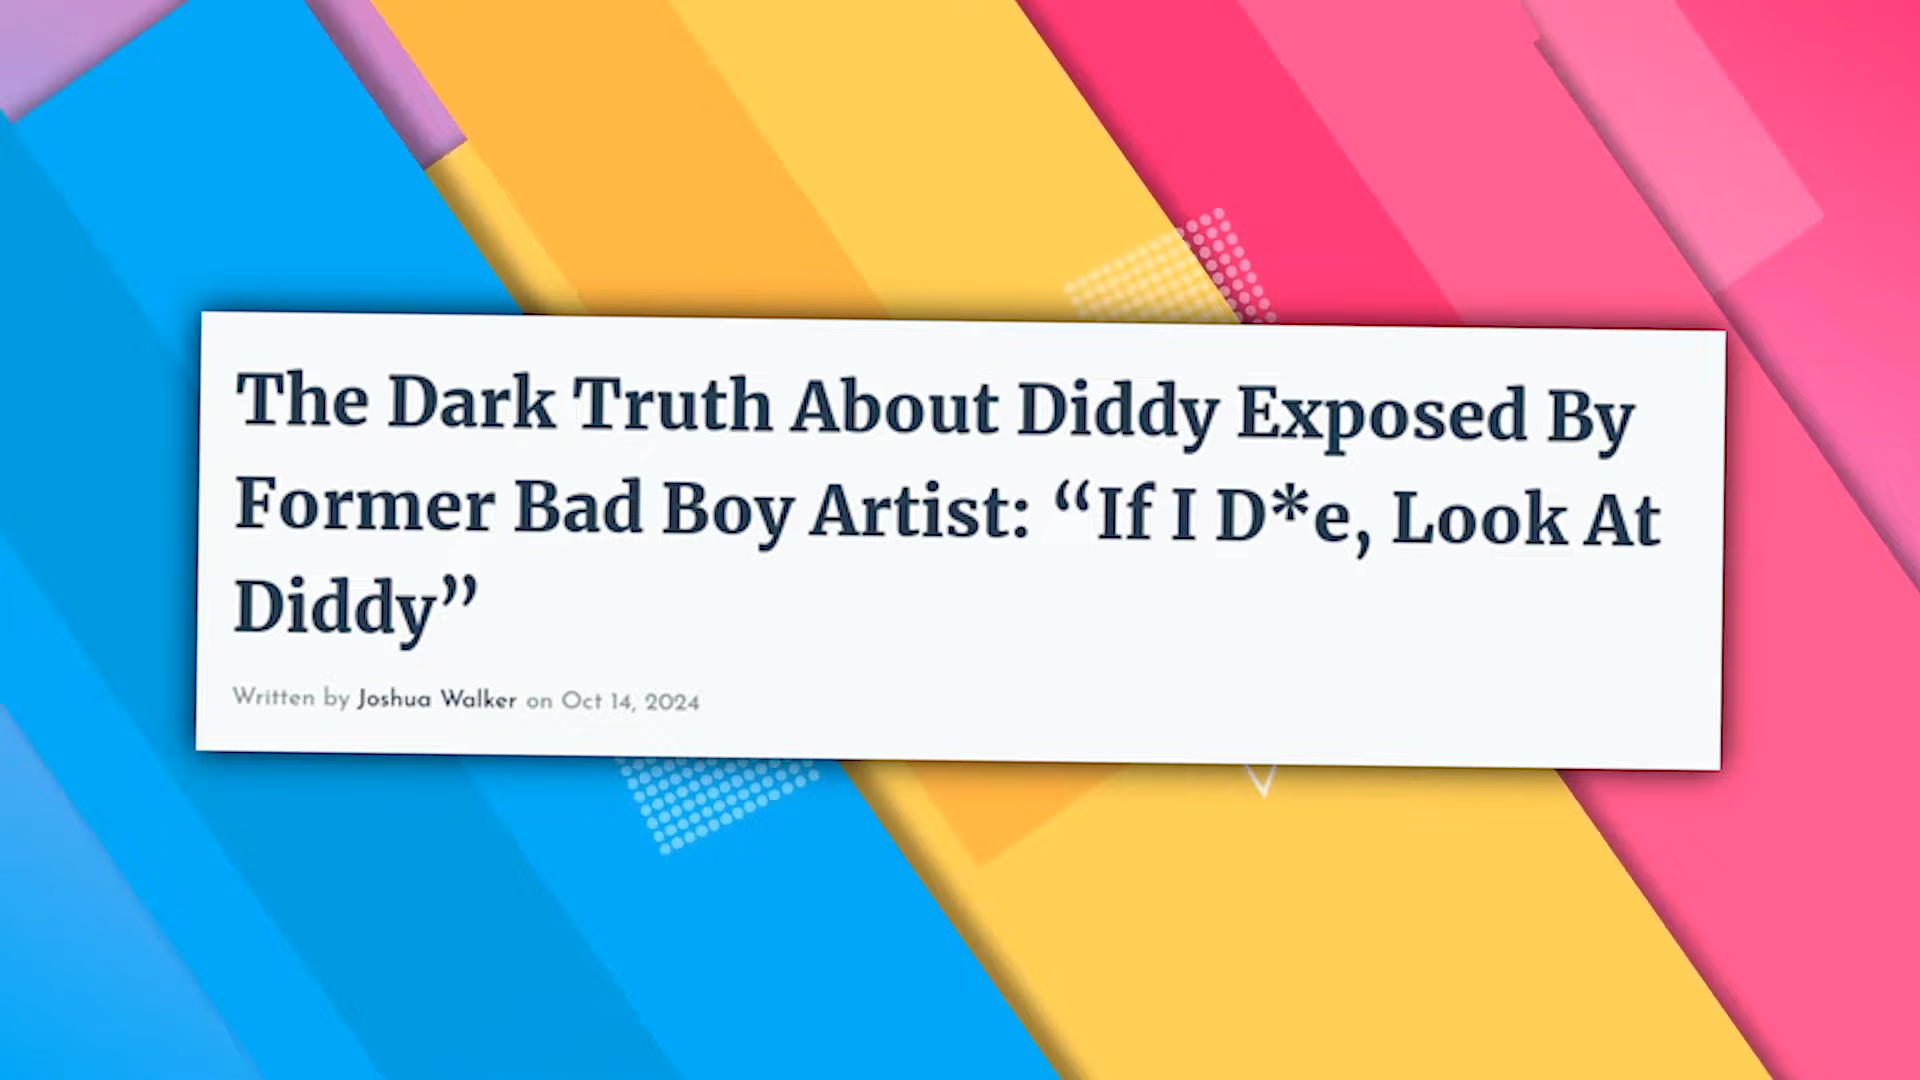 The Dark Truth About Diddy Exposed By
Former Bad Boy Artist: “If I D*e, Look At
Diddy”
Written by Joshua Walker on Oct 14, 2024